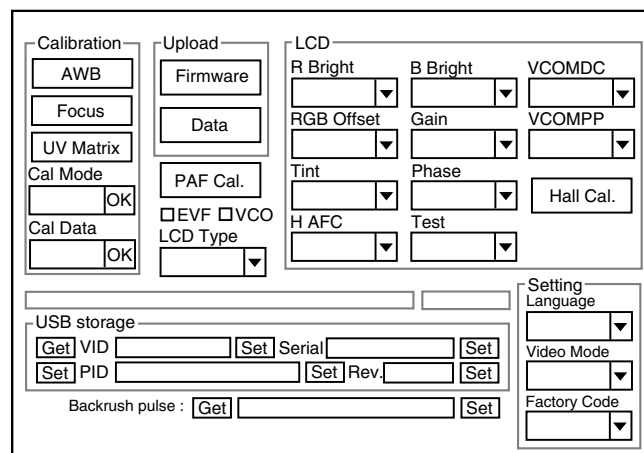 Calibration
AWB
Focus
UV Matrix
Cal Mode
OK
Cal Data
OK
Upload
Firmware
Data
PAF Cal.
EVF VCO
LCD Type
LCD
R Bright B Bright VCOMDC
RGB Offset Gain VCOMPP
Tint Phase
Hall Cal.
H AFC Test
USB storage
Get VID Set Serial Set
Set PID Set Rev. Set
Backrush pulse : Get Set
Setting
Language
Video Mode
Factory Code